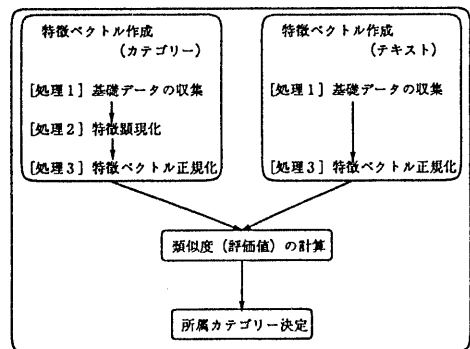 特徴ベクトル作成
(カテゴリー)
[処理1] 基礎データの収集
[処理2] 特徴顕現化
[処理3] 特徴ベクトル正規化
特徴ベクトル作成
(テキスト)
[処理1] 基礎データの収集
[処理3] 特徴ベクトル正規化
類似度(評価値)の計算
所属カテゴリー決定